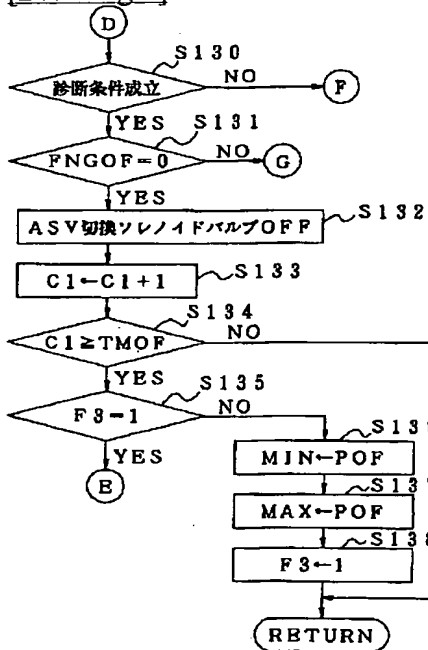 D
S130
診断条件成立
NO
F
YES
S131
FNGOF=0
NO
G
YES
S132
ASV切換ソレノイドバルブOFF
S133
C1←C1+1
S134
C1≧TMOF
NO
YES
S135
F3=1
NO
YES
E
MIN←POF
MAX←POF
S138
F3←1
RETURN